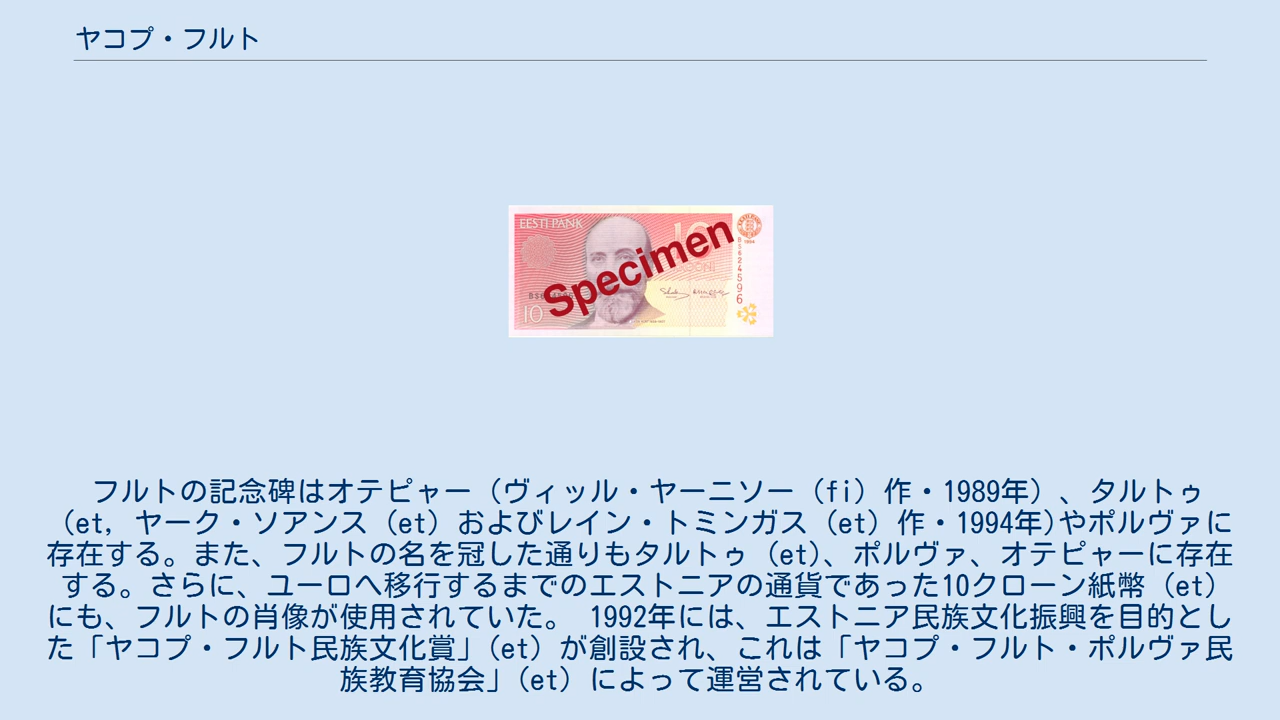 ヤコプ・フルト
EESTI PANK
10
Specimen
10
フルトの記念碑はオテピャー（ヴィッル・ヤーニソー（fi）作・1989年）、タルトゥ
（et, ヤーク・ソアンス（et）およびレイン・トミンガス（et）作・1994年)やポルヴァに
存在する。また、フルトの名を冠した通りもタルトゥ（et)、ポルヴァ、オテピャーに存在
する。さらに、ユーロへ移行するまでのエストニアの通貨であった10クローン紙幣（et）
にも、フルトの肖像が使用されていた。 1992年には、エストニア民族文化振興を目的とし
た「ヤコプ・フルト民族文化賞」（et）が創設され、これは「ヤコプ・フルト・ポルヴァ民
族教育協会」（et）によって運営されている。